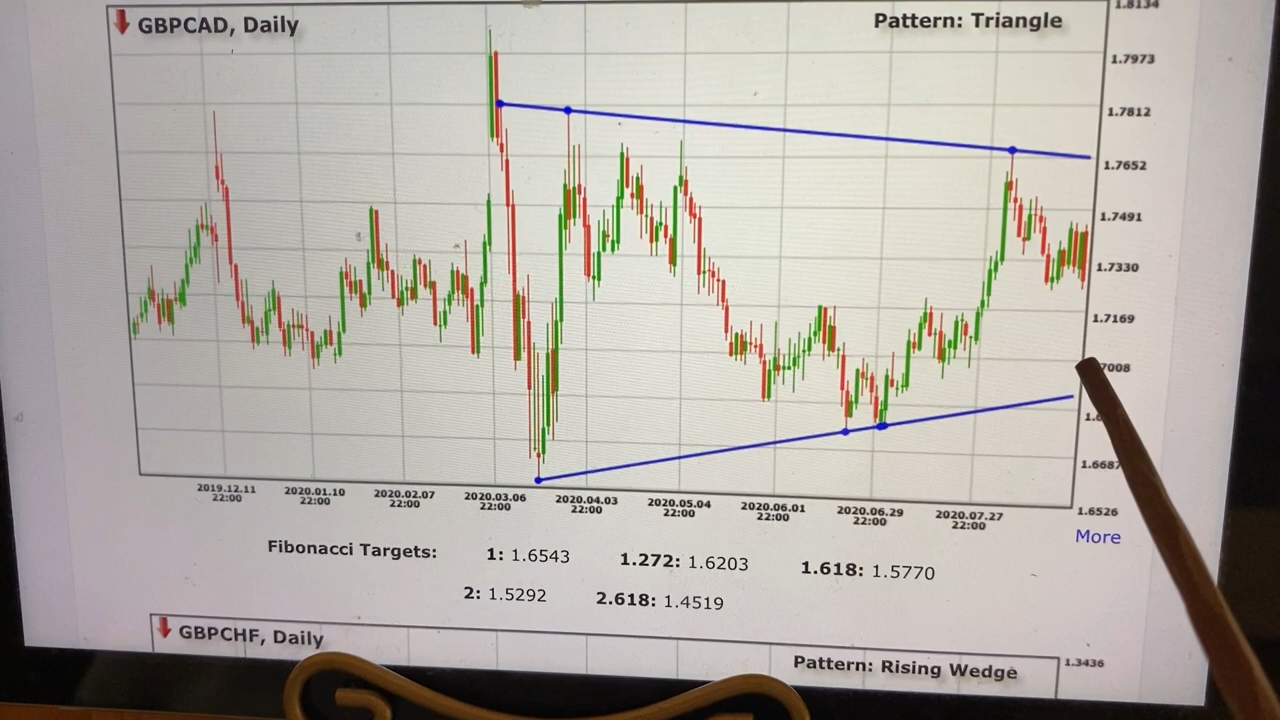 GBPCAD, Daily
Pattern: Triangle
1.8134
1.7973
1.7812
1.7652
1.7491
1.7330
1.7169
7008
1.6687
1.6526
2019.12.11 2020.01.10 2020.02.07 2020.03.06 2020.04.03 2020.05.04 2020.06.01 2020.06.29 2020.07.27
22:00 22:00 22:00 22:00 22:00 22:00 22:00 22:00 22:00
More
Fibonacci Targets: 1: 1.6543 1.272: 1.6203 1.618: 1.5770
2: 1.5292 2.618: 1.4519
GBPCHF, Daily
Pattern: Rising Wedge
1.3436